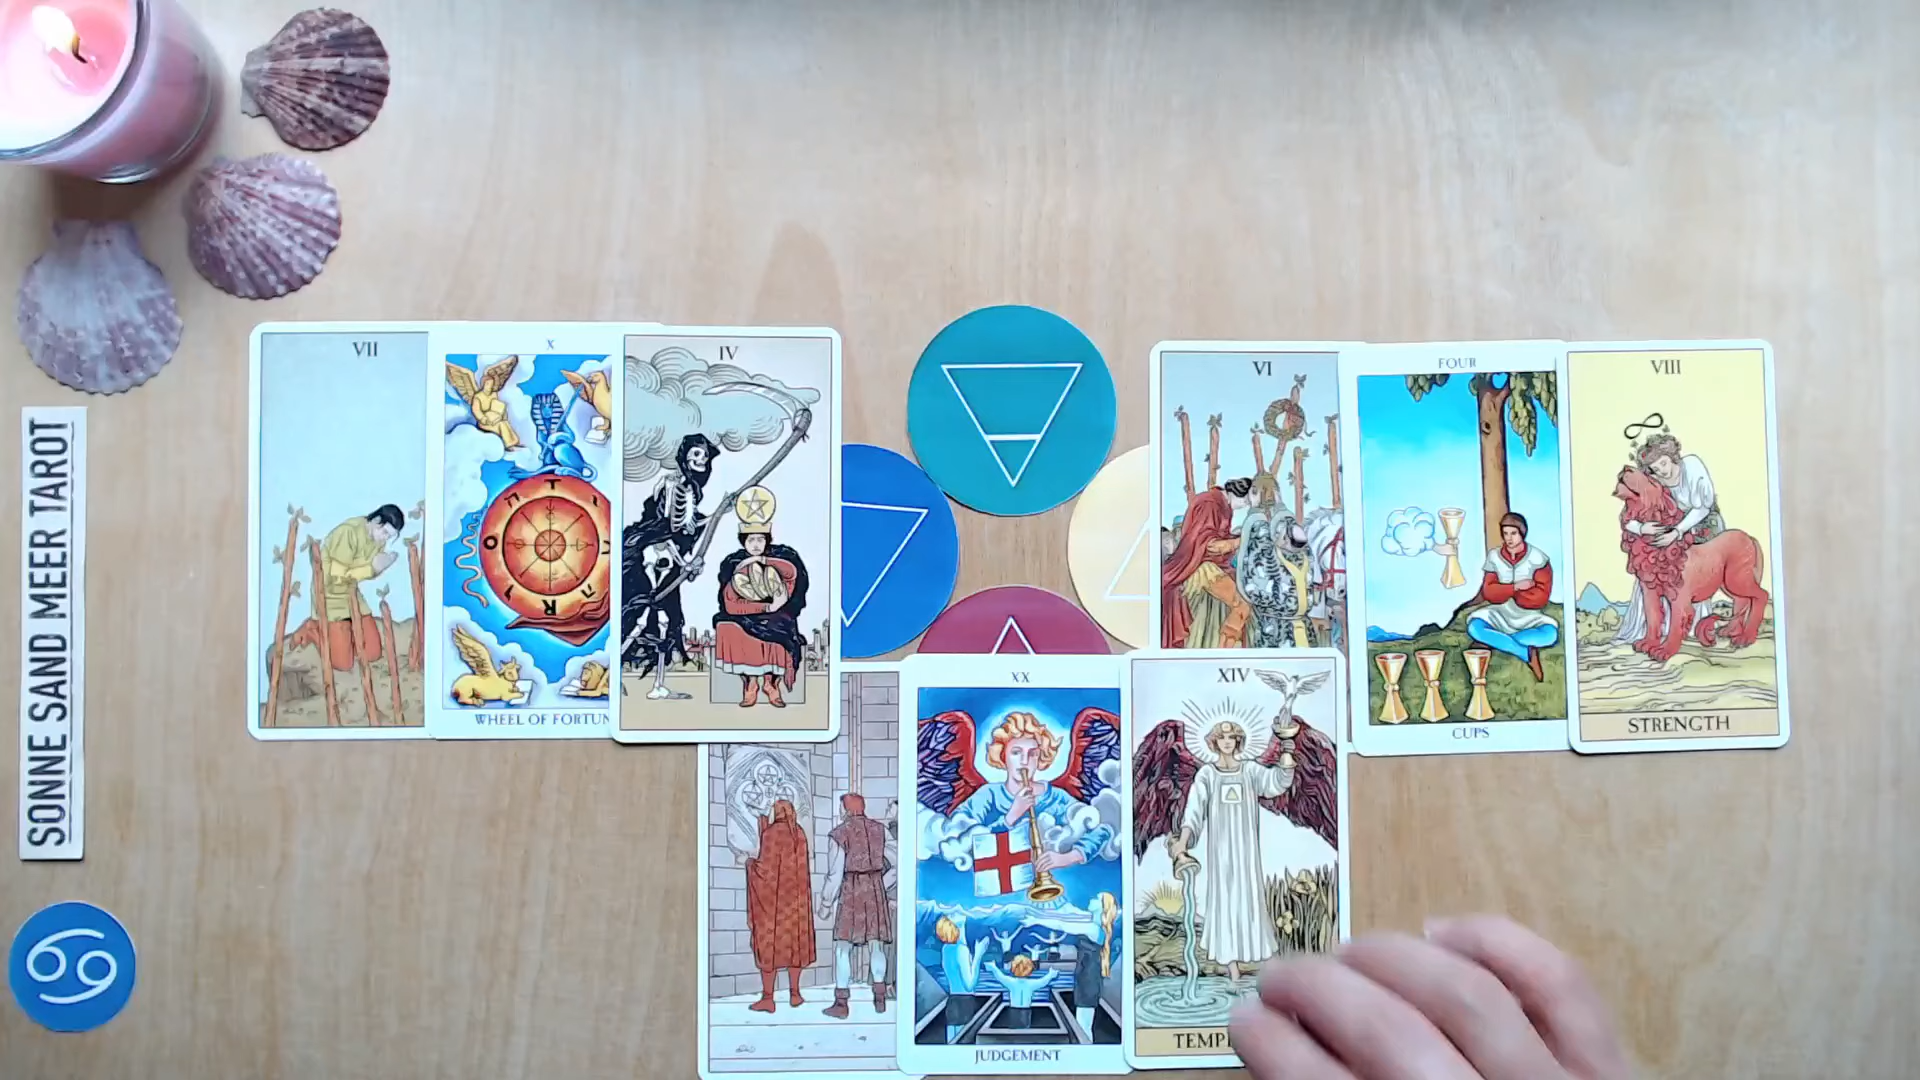 SONNE SAND MEER TAROT
VII
X
WHEEL OF FORTUN
IV
VI
FOUR
CUPS
VIII
STRENGTH
XX
JUDGEMENT
XIV
TEMP